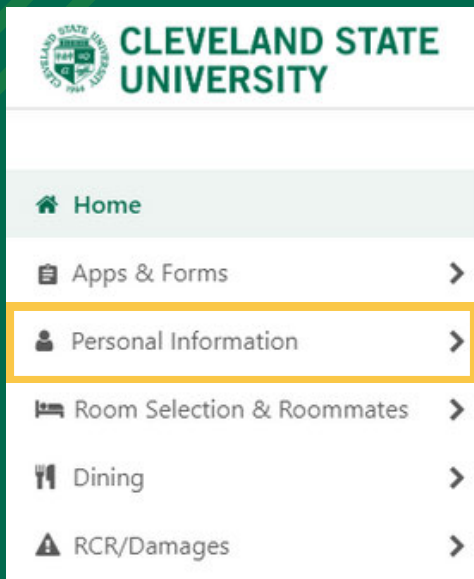 CLEVELAND STATE
UNIVERSITY
Home
Apps & Forms
Personal Information
Room Selection & Roommates
Dining
RCR/Damages